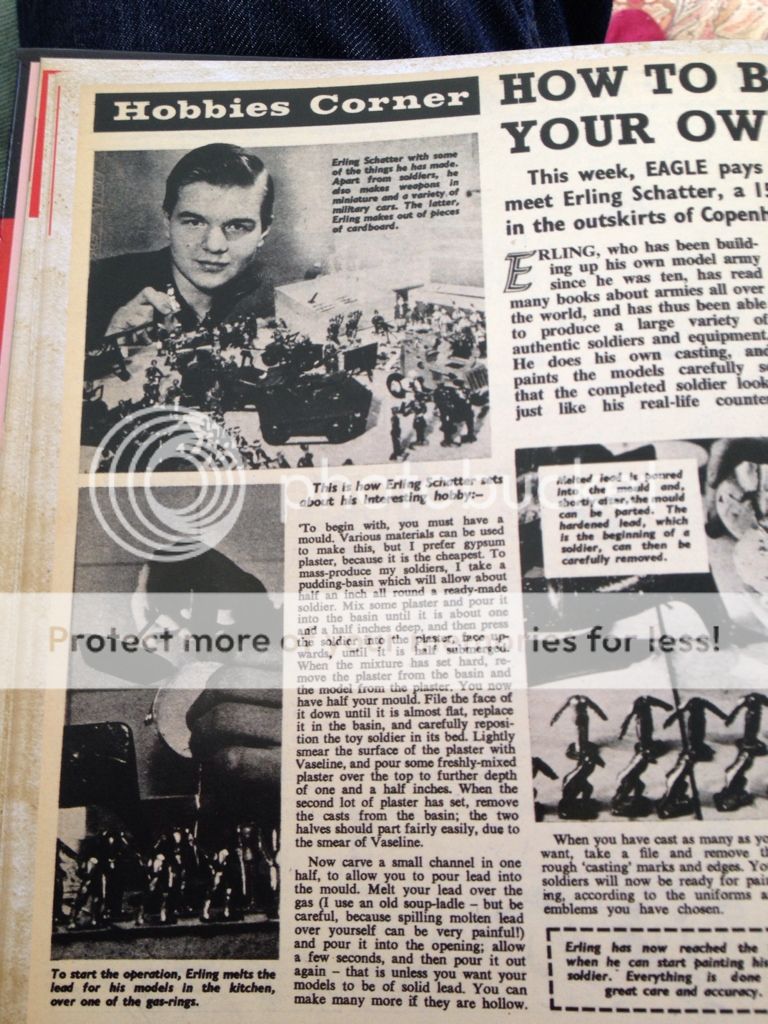 Hobbies Corner
Erling Schatter with some
of the things he has made.
Apart from soldiers, he
also makes weapons in
miniature and a variety of
military cars. The latter,
Erling makes out of pieces
of cardboard.
HOW TO B
YOUR OW
This week, EAGLE pays
meet Erling Schatter, a 15
in the outskirts of Copenh
ERLING, who has been build-
ing up his own model army
since he was ten, has read
many books about armies all over
the world, and has thus been able
to produce a large variety of
authentic soldiers and equipment.
He does his own casting, and
paints the models carefully s
that the completed soldier look
just like his real-life counte
This is how Erling Schatter sets
about his interesting hobby:—
'To begin with, you must have a
mould. Various materials can be used
to make this, but I prefer gypsum
plaster, because it is the cheapest. To
mass-produce my soldiers, I take a
pudding-basin which will allow about
half an inch all round a ready-made
soldier. Mix some plaster and pour it
into the basin until it is about one
and a half inches deep, and then press
the soldier into the plaster, face up-
wards, until it is half submerged.
When the mixture has set hard, re-
move the plaster from the basin and
the model from the plaster. You now
have half your mould. File the face of
it down until it is almost flat, replace
it in the basin, and carefully reposi-
tion the toy soldier in its bed. Lightly
smear the surface of the plaster with
Vaseline, and pour some freshly-mixed
plaster over the top to further depth
of one and a half inches. When the
second lot of plaster has set, remove
the casts from the basin; the two
halves should part fairly easily, due to
the smear of Vaseline.
Now carve a small channel in one
half, to allow you to pour lead into
the mould. Melt your lead over the
gas (I use an old soup-ladle – but be
careful, because spilling molten lead
over yourself can be very painful!)
and pour it into the opening; allow
a few seconds, and then pour it out
again – that is unless you want your
models to be of solid lead. You can
make many more if they are hollow.
To start the operation, Erling melts the
lead for his models in the kitchen,
over one of the gas-rings.
Melted lead is poured
into the mould and,
shortly after, the mould
can be parted. The
hardened lead, which
is the beginning of a
soldier, can then be
carefully removed.
When you have cast as many as yo
want, take a file and remove th
rough 'casting' marks and edges. Yo
soldiers will now be ready for pain
ing, according to the uniforms a
emblems you have chosen.
Erling has now reached the
when he can start painting his
soldier. Everything is done
great care and accuracy.
photobucket
Protect more of your memories for less!